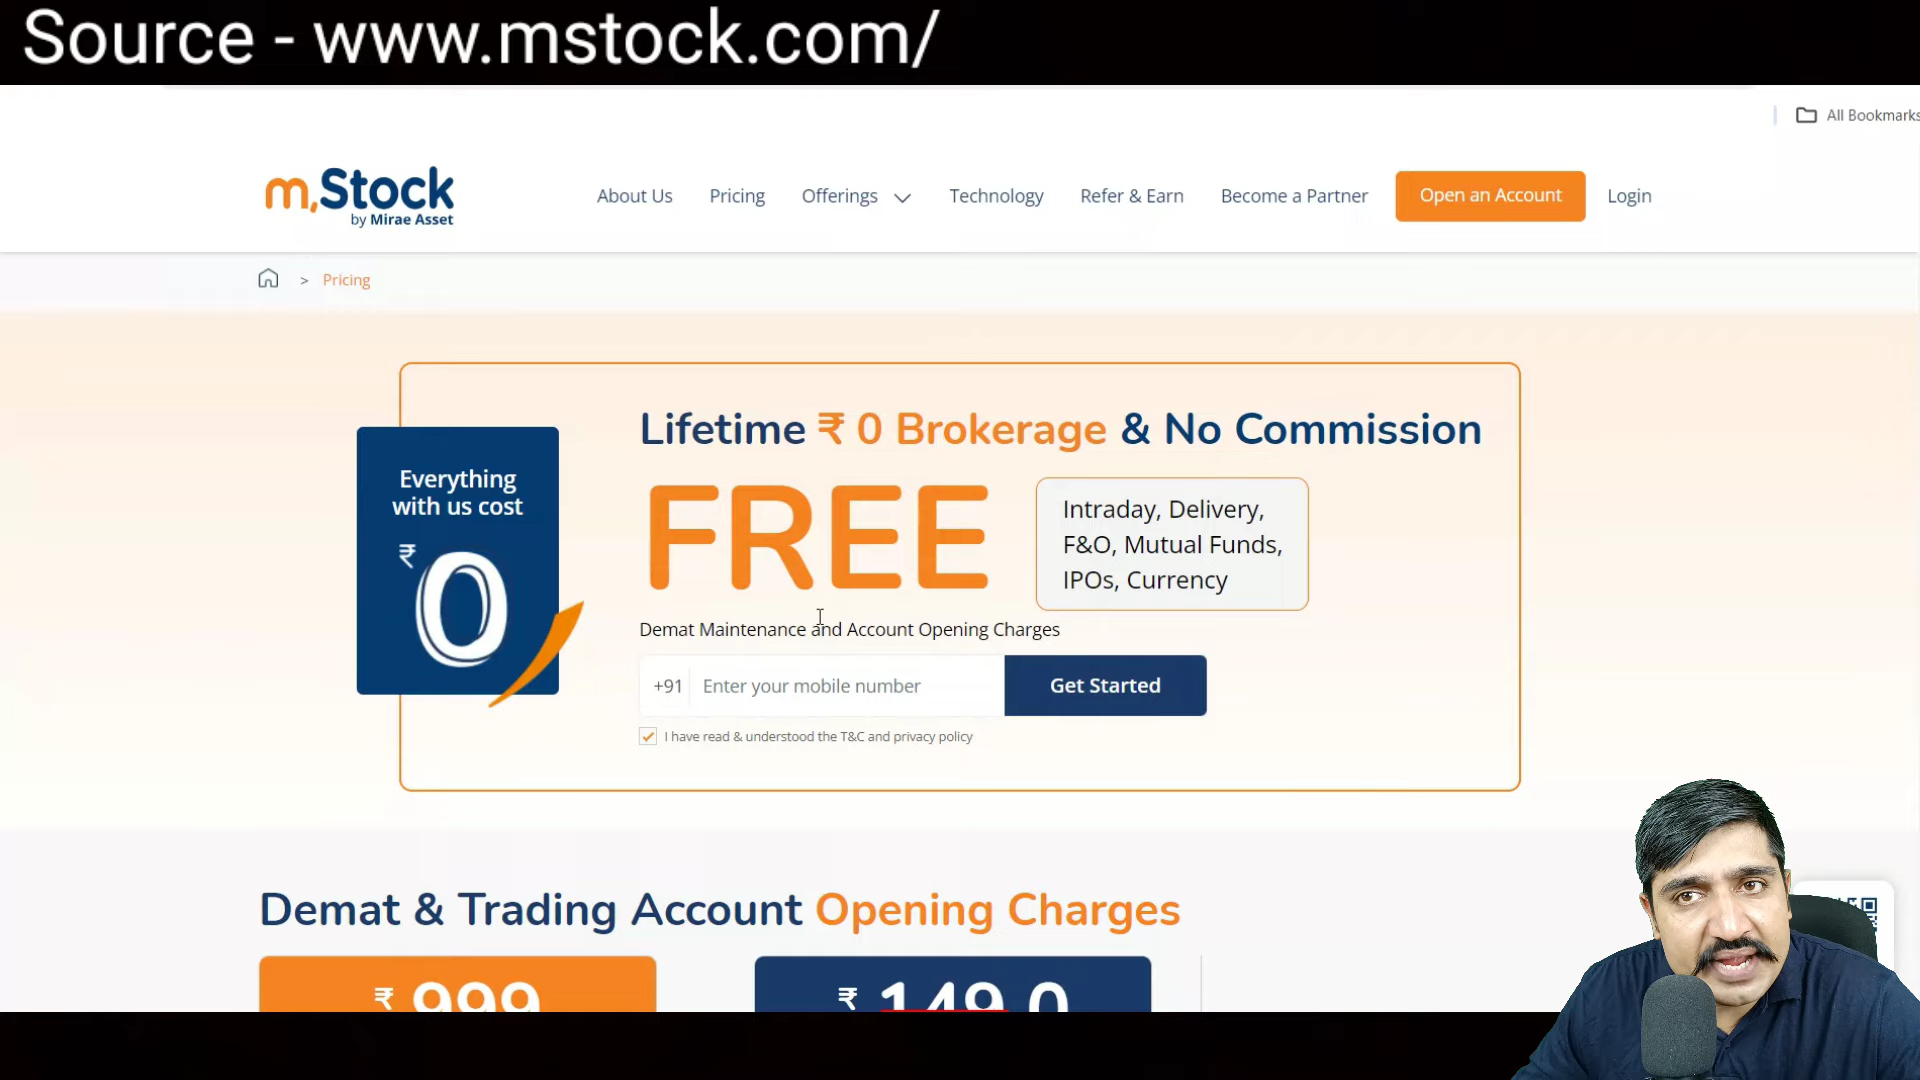 Source - www.mstock.com/
All Bookmarks
m.Stock
by Mirae Asset
About Us
Pricing
Offerings
Technology
Refer & Earn
Become a Partner
Open an Account
Login
> Pricing
Lifetime ₹ 0 Brokerage & No Commission
Everything
with us cost
₹ 0
FREE
Intraday, Delivery,
F&O, Mutual Funds,
IPOs, Currency
Demat Maintenance and Account Opening Charges
+91 Enter your mobile number
Get Started
I have read & understood the T&C and privacy policy
Demat & Trading Account Opening Charges
₹ 999
₹ 149 0